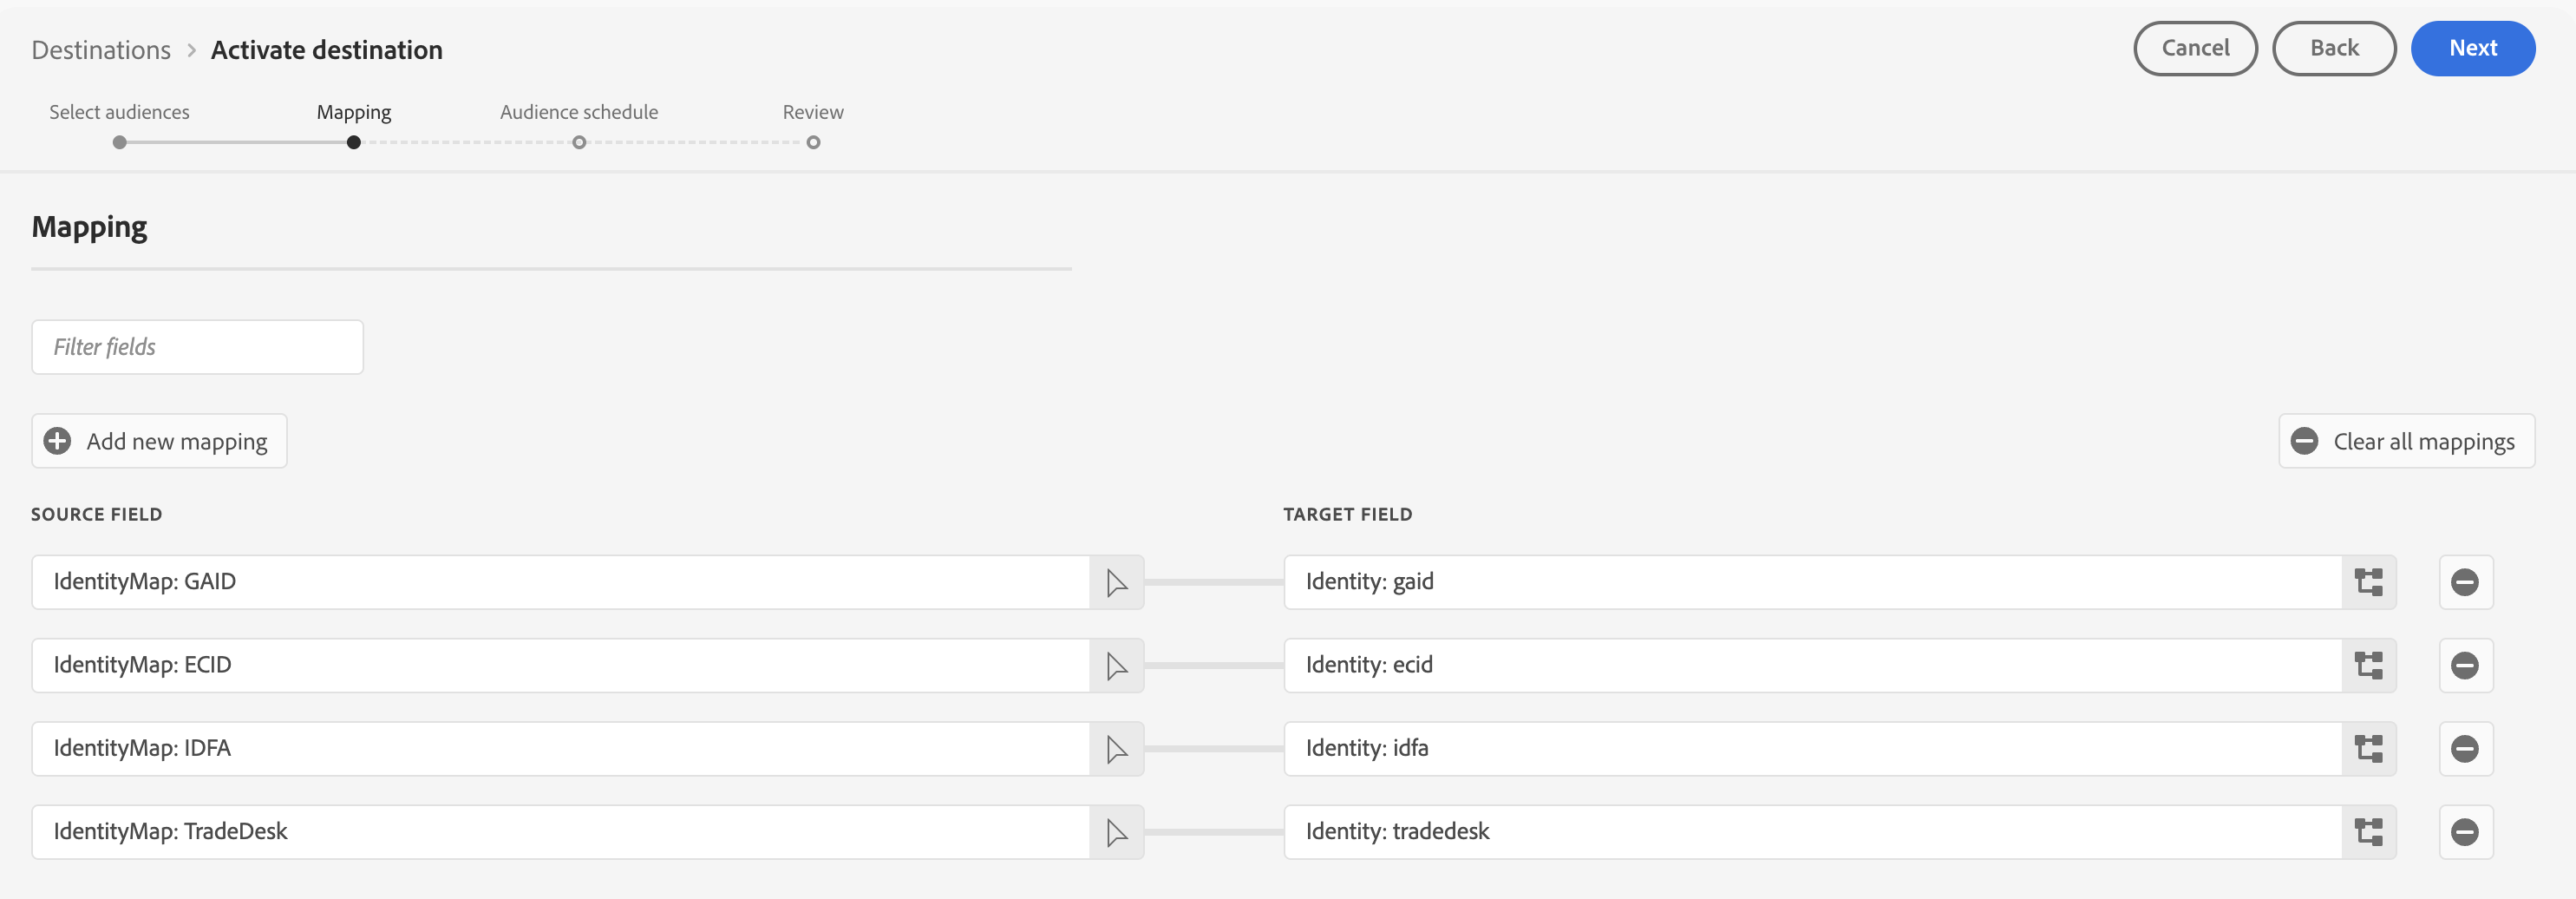 Destinations > Activate destination
Cancel
Back
Next
Select audiences
Mapping
Audience schedule
Review
Mapping
Filter fields
Add new mapping
Clear all mappings
SOURCE FIELD
TARGET FIELD
IdentityMap: GAID
Identity: gaid
IdentityMap: ECID
Identity: ecid
IdentityMap: IDFA
Identity: idfa
IdentityMap: TradeDesk
Identity: tradedesk